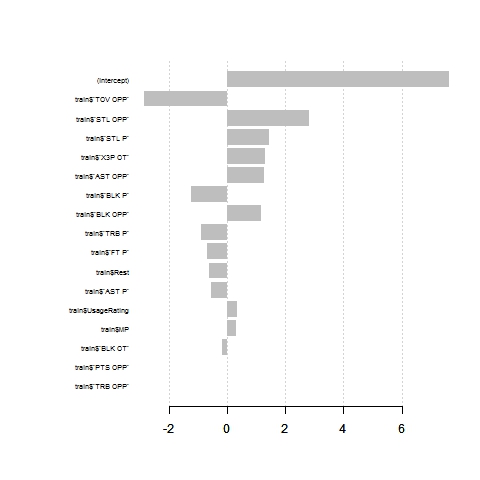 (Intercept)
train$`TOV OPP`
train$`STL OPP`
train$`STL P`
train$`X3P OT`
train$`AST OPP`
train$`BLK P`
train$`BLK OPP`
train$`TRB P`
train$`FT P`
train$Rest
train$`AST P`
train$UsageRating
train$MP
train$`BLK OT`
train$`PTS OPP`
train$`TRB OPP`
-2 0 2 4 6